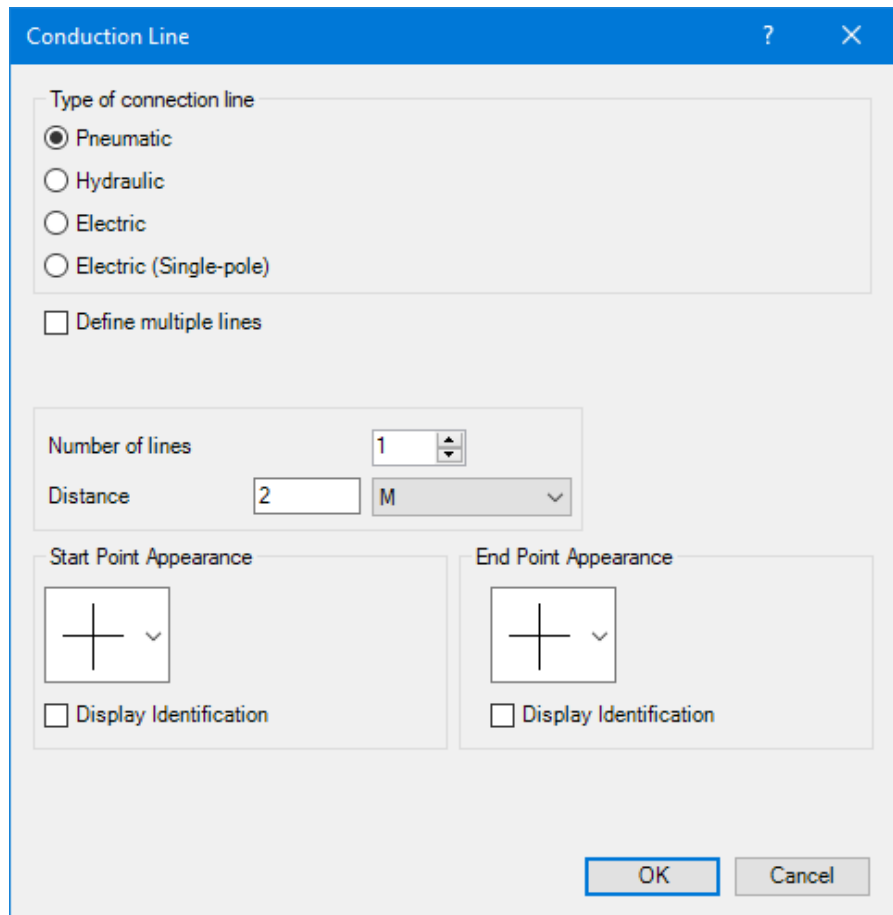 Conduction Line ?
Type of connection line
Pneumatic
Hydraulic
Electric
Electric (Single-pole)
Define multiple lines
Number of lines 1
Distance 2 M
Start Point Appearance
Display Identification
End Point Appearance
Display Identification
OK Cancel